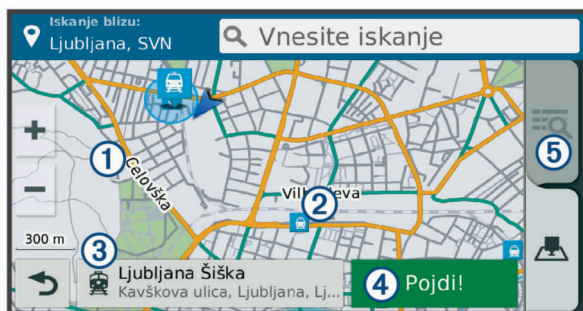 Iskanje blizu:
Ljubljana, SVN
Vnesite iskanje
+
1
Celovška
5
−
2
Vilharjeva
300 m
3
Ljubljana Šiška
Kavškova ulica, Ljubljana, Lj...
4 Pojdi!